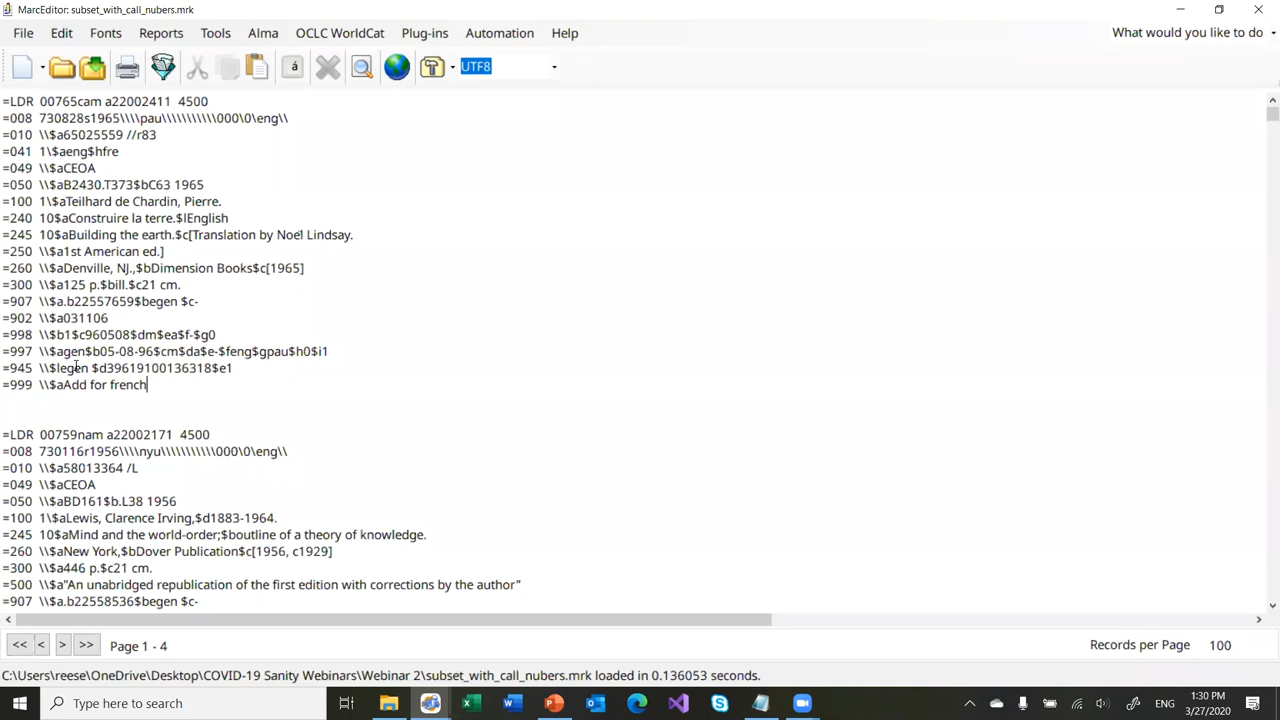 MarcEditor: subset_with_call_nubers.mrk
File Edit Fonts Reports Tools Alma OCLC WorldCat Plug-ins Automation Help What would you like to do
á UTF8
=LDR 00765cam a22002411 4500
=008 730828s1965\\\\pau\\\\\\\\\\\000\0\eng\\
=010 \\$a65025559 //r83
=041 1\$aeng$hfre
=049 \\$aCEOA
=050 \\$aB2430.T373$bC63 1965
=100 1\$aTeilhard de Chardin, Pierre.
=240 10$aConstruire la terre.$lEnglish
=245 10$aBuilding the earth.$c[Translation by Noël Lindsay.
=250 \\$a1st American ed.]
=260 \\$aDenville, NJ.,$bDimension Books$c[1965]
=300 \\$a125 p.$bill.$c21 cm.
=907 \\$a.b22557659$begen $c-
=902 \\$a031106
=998 \\$b1$c960508$dm$ea$f-$g0
=997 \\$agen$b05-08-96$cm$da$e-$feng$gpau$h0$i1
=945 \\$legen $d39619100136318$e1
=999 \\$aAdd for french
=LDR 00759nam a22002171 4500
=008 730116r1956\\\\nyu\\\\\\\\\\\000\0\eng\\
=010 \\$a58013364 /L
=049 \\$aCEOA
=050 \\$aBD161$b.L38 1956
=100 1\$aLewis, Clarence Irving,$d1883-1964.
=245 10$aMind and the world-order;$boutline of a theory of knowledge.
=260 \\$aNew York,$bDover Publication$c[1956, c1929]
=300 \\$a446 p.$c21 cm.
=500 \\$a"An unabridged republication of the first edition with corrections by the author"
=907 \\$a.b22558536$begen $c-
<< < > >> Page 1 - 4 Records per Page 100
C:\Users\reese\OneDrive\Desktop\COVID-19 Sanity Webinars\Webinar 2\subset_with_call_nubers.mrk loaded in 0.136053 seconds.
Type here to search ENG 1:30 PM
3/27/2020